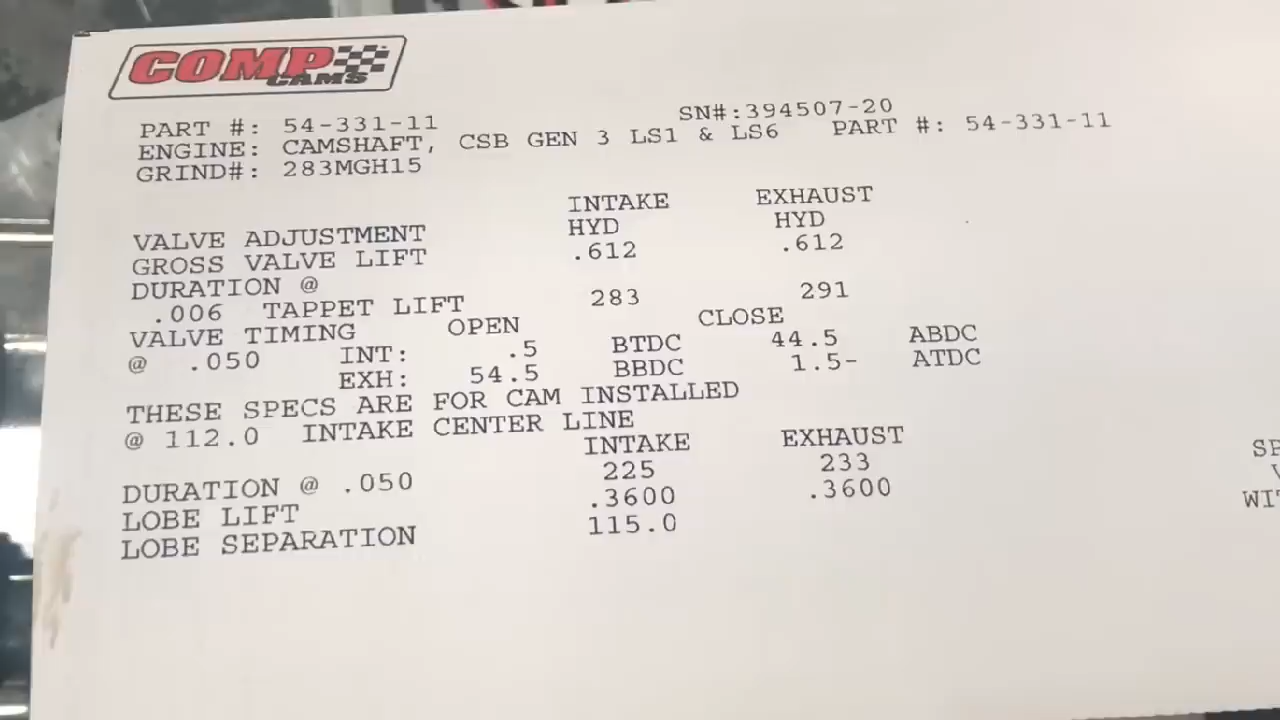 COMP CAMS
SN#:394507-20
PART #: 54-331-11
ENGINE: CAMSHAFT, CSB GEN 3 LS1 & LS6 PART #: 54-331-11
GRIND#: 283MGH15
INTAKE EXHAUST
VALVE ADJUSTMENT HYD HYD
GROSS VALVE LIFT .612 .612
DURATION @
.006 TAPPET LIFT 283 291
VALVE TIMING OPEN CLOSE
@ .050 INT: .5 BTDC 44.5 ABDC
EXH: 54.5 BBDC 1.5- ATDC
THESE SPECS ARE FOR CAM INSTALLED
@ 112.0 INTAKE CENTER LINE
INTAKE EXHAUST
DURATION @ .050 225 233
LOBE LIFT .3600 .3600
LOBE SEPARATION 115.0